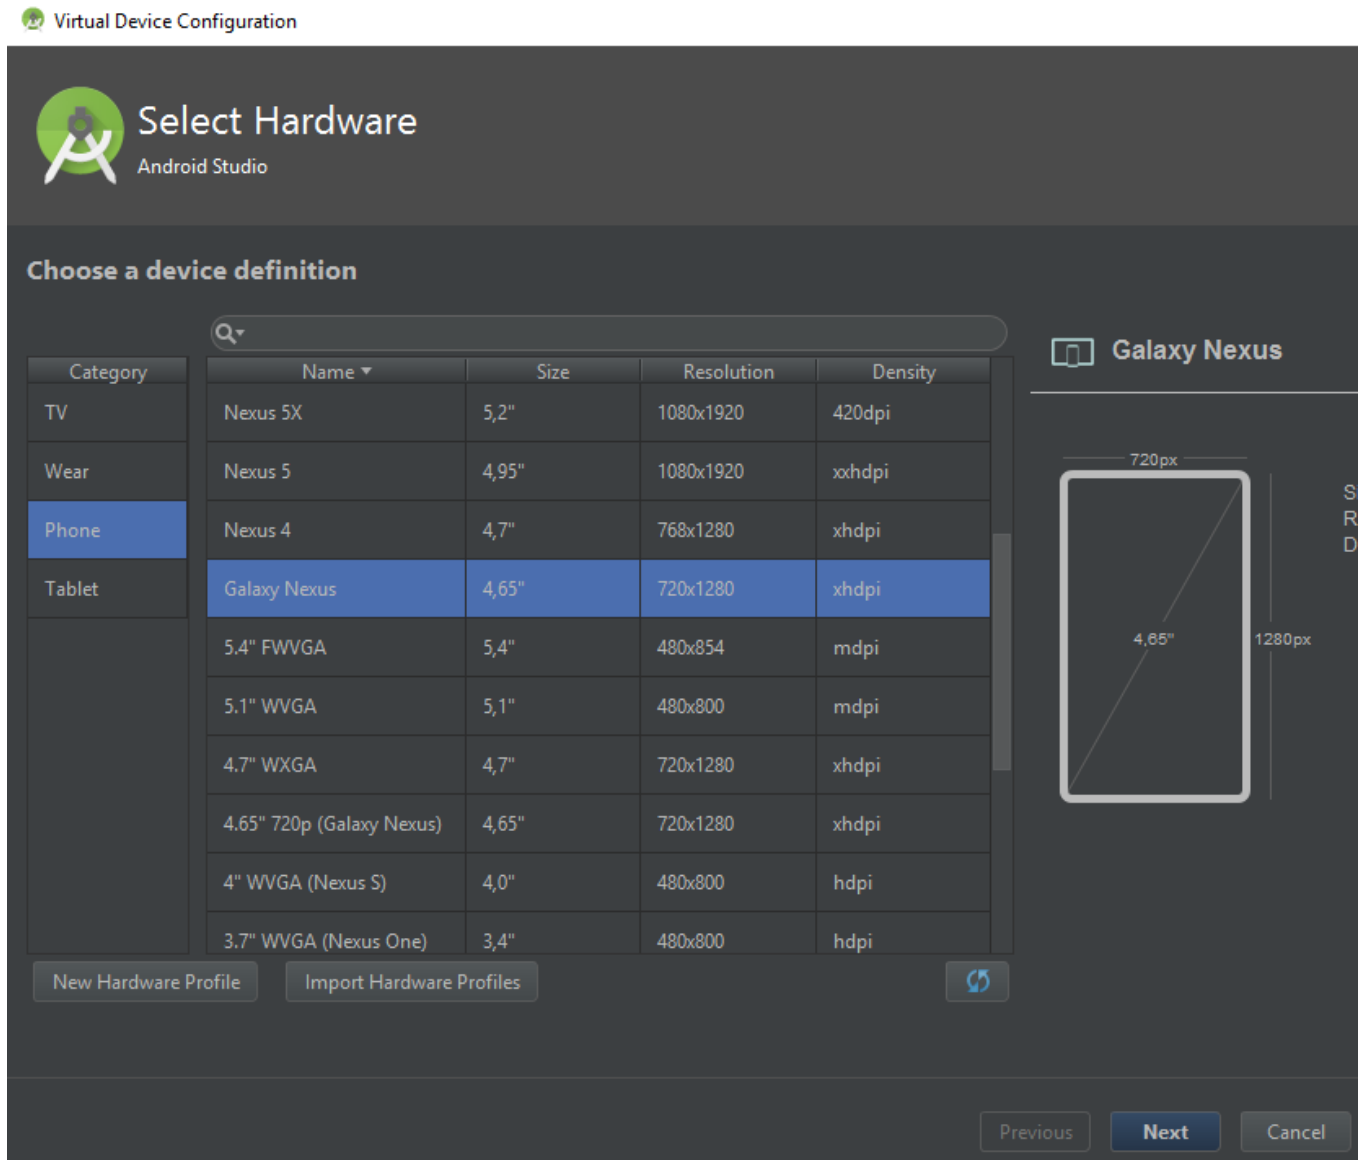 Virtual Device Configuration
Select Hardware
Android Studio
Choose a device definition
Category
TV
Wear
Phone
Tablet
Name Size Resolution Density
Nexus 5X 5,2" 1080x1920 420dpi
Nexus 5 4,95" 1080x1920 xxhdpi
Nexus 4 4,7" 768x1280 xhdpi
Galaxy Nexus 4,65" 720x1280 xhdpi
5.4" FWVGA 5,4" 480x854 mdpi
5.1" WVGA 5,1" 480x800 mdpi
4.7" WXGA 4,7" 720x1280 xhdpi
4.65" 720p (Galaxy Nexus) 4,65" 720x1280 xhdpi
4" WVGA (Nexus S) 4,0" 480x800 hdpi
3.7" WVGA (Nexus One) 3,4" 480x800 hdpi
New Hardware Profile Import Hardware Profiles
Galaxy Nexus
720px
4,65" 1280px
S
R
D
Previous Next Cancel